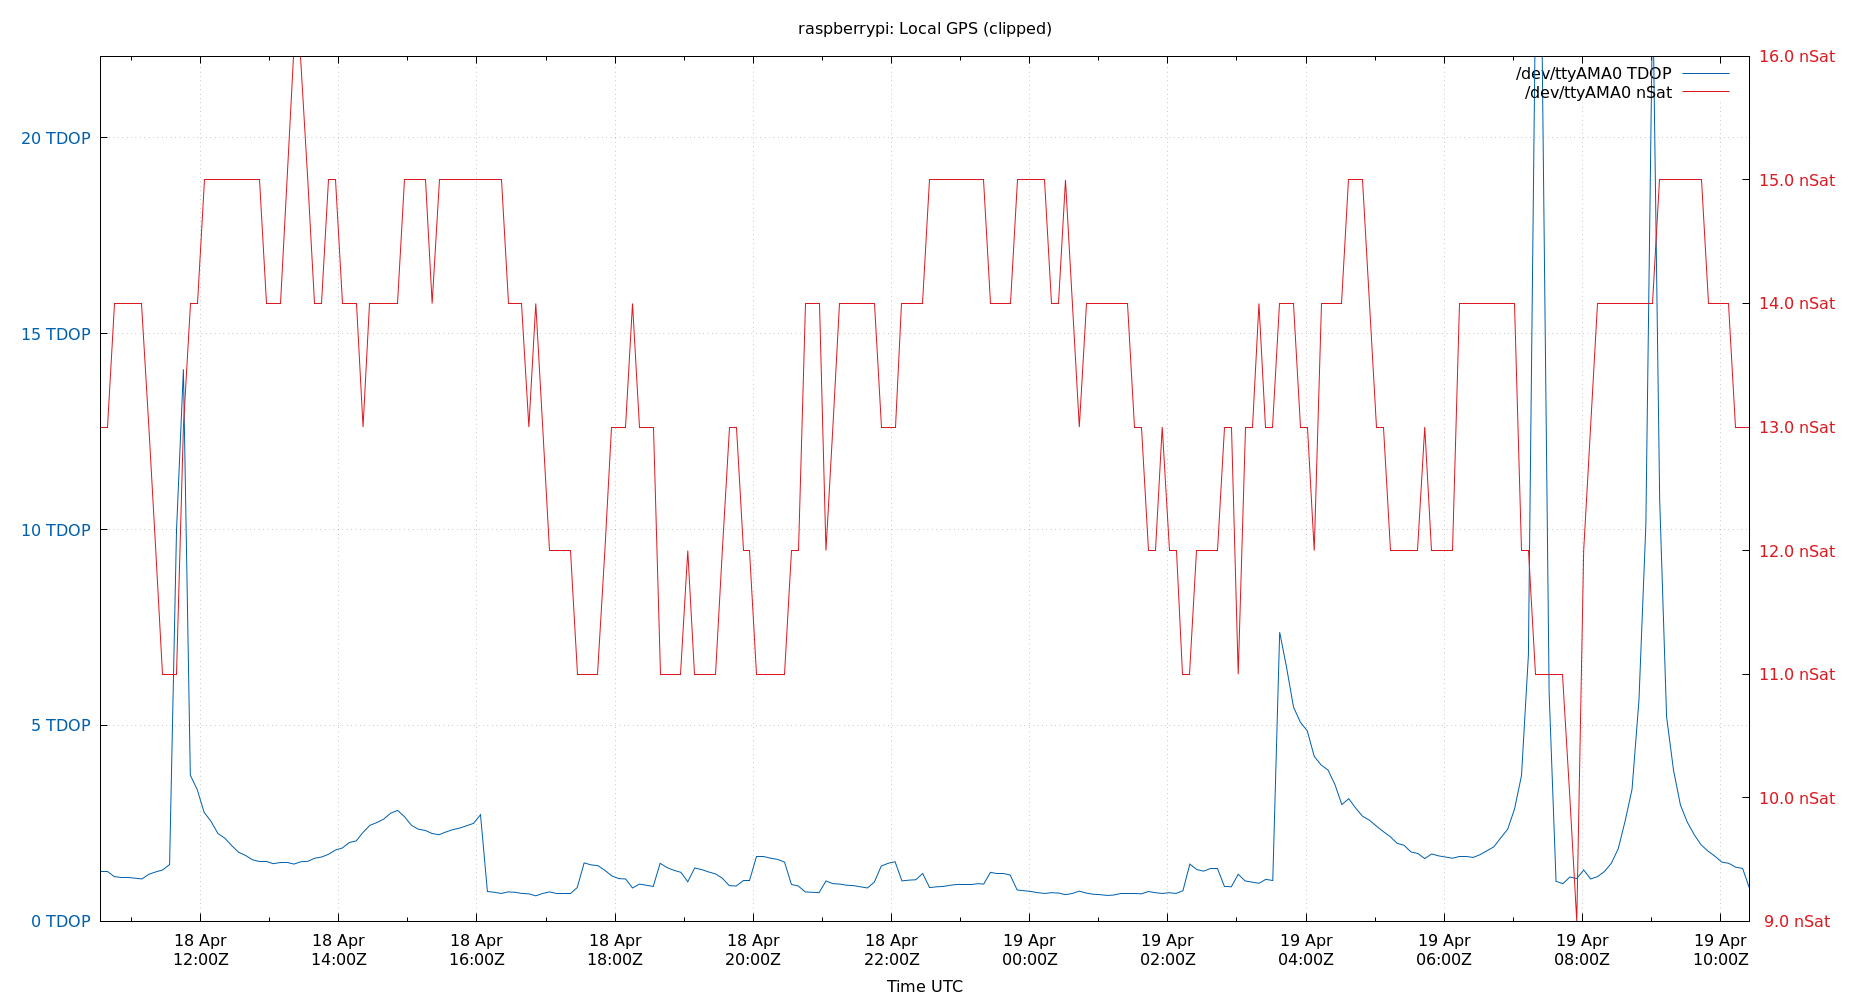 raspberrypi: Local GPS (clipped)
16.0 nSat
/dev/ttyAMA0 TDOP
/dev/ttyAMA0 nSat
20 TDOP
15.0 nSat
14.0 nSat
15 TDOP
13.0 nSat
10 TDOP
12.0 nSat
11.0 nSat
5 TDOP
10.0 nSat
0 TDOP
9.0 nSat
18 Apr 18 Apr 18 Apr 18 Apr 18 Apr 18 Apr 19 Apr 19 Apr 19 Apr 19 Apr 19 Apr 19 Apr
12:00Z 14:00Z 16:00Z 18:00Z 20:00Z 22:00Z 00:00Z 02:00Z 04:00Z 06:00Z 08:00Z 10:00Z
Time UTC